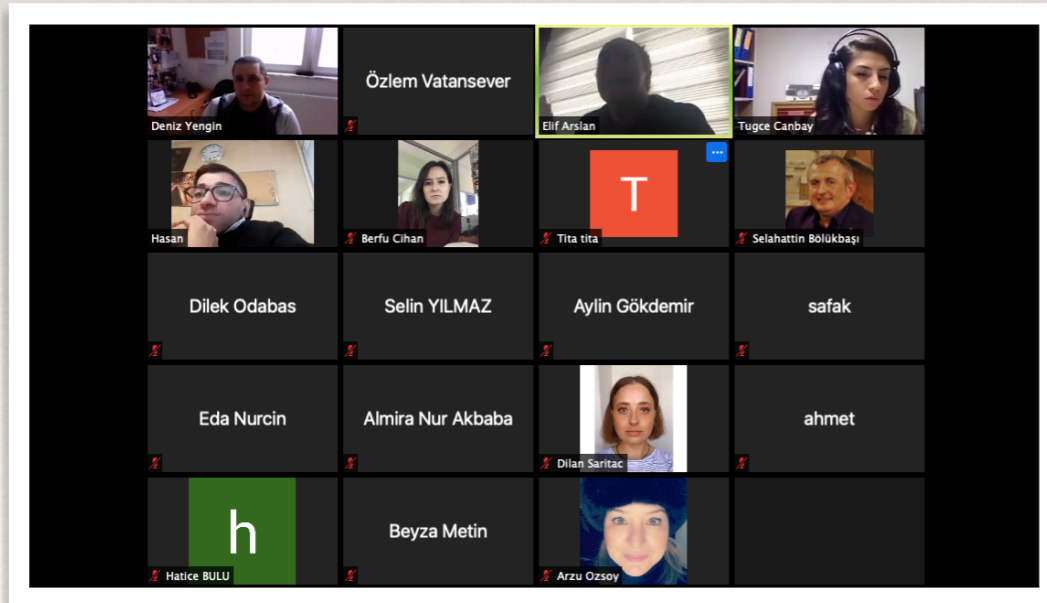 Deniz Yengin
Özlem Vatansever
Elif Arslan
Tugce Canbay
Hasan
Berfu Cihan
T
Tita tita
Selahattin Bölükbaşı
Dilek Odabas
Selin YILMAZ
Aylin Gökdemir
safak
Eda Nurcin
Almira Nur Akbaba
Dilan Saritac
ahmet
h
Hatice BULU
Beyza Metin
Arzu Ozsoy